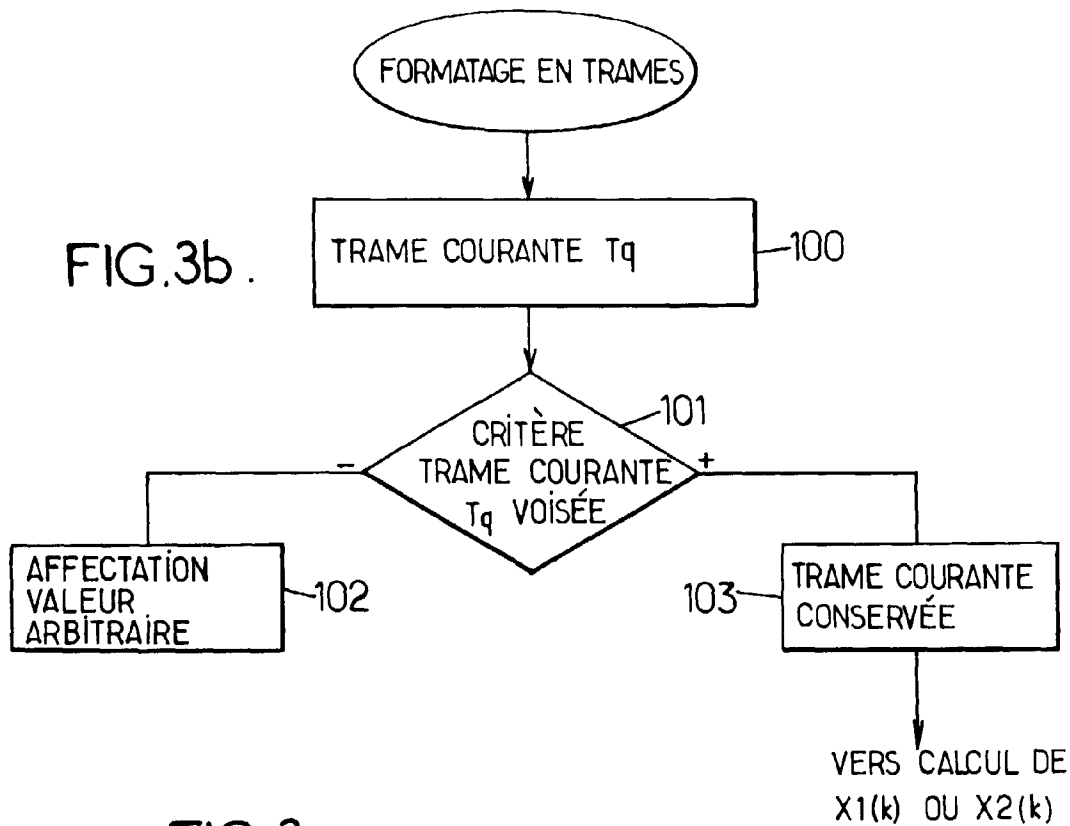 FORMATAGE EN TRAMES
FIG.3b.
TRAME COURANTE Tq
100
101
CRITÈRE
TRAME COURANTE
Tq VOISÉE
-
+
AFFECTATION
VALEUR
ARBITRAIRE
102
103
TRAME COURANTE
CONSERVÉE
VERS CALCUL DE
X1(k) OU X2(k)